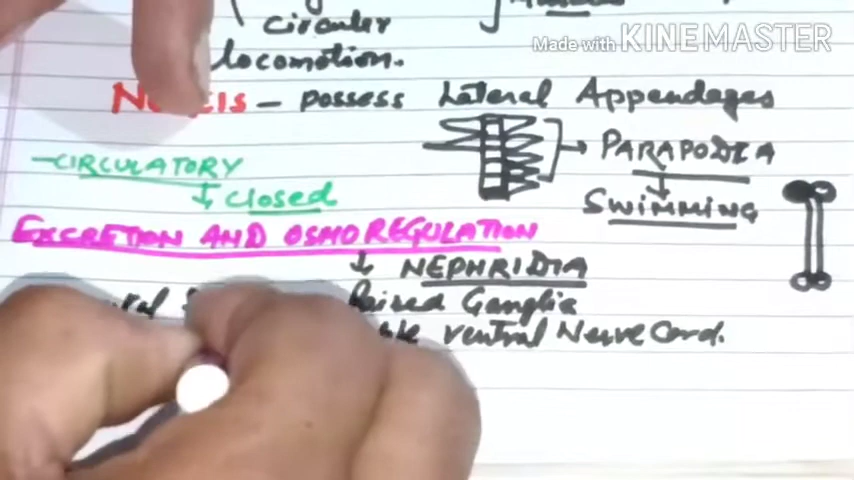 circular
locomotion.
Made with KINEMASTER
— Possess Lateral Appendages
→ PARAPODIA
—CIRCULATORY
↓ closed
↓
SWIMMING
EXCRETION AND OSMOREGULATION
↓ NEPHRIDIA
Paired Ganglia
ventral Nerve Cord.